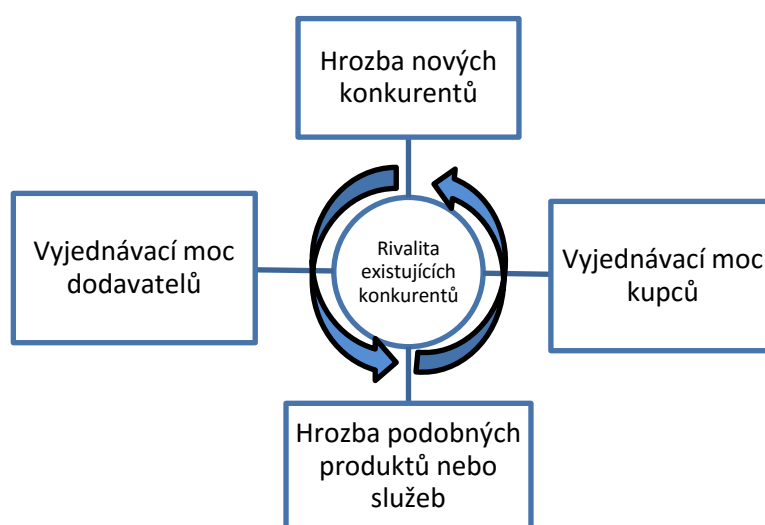 Hrozba nových
konkurentů
Vyjednávací moc
dodavatelů
Rivalita
existujících
konkurentů
Vyjednávací moc
kupců
Hrozba podobných
produktů nebo
služeb